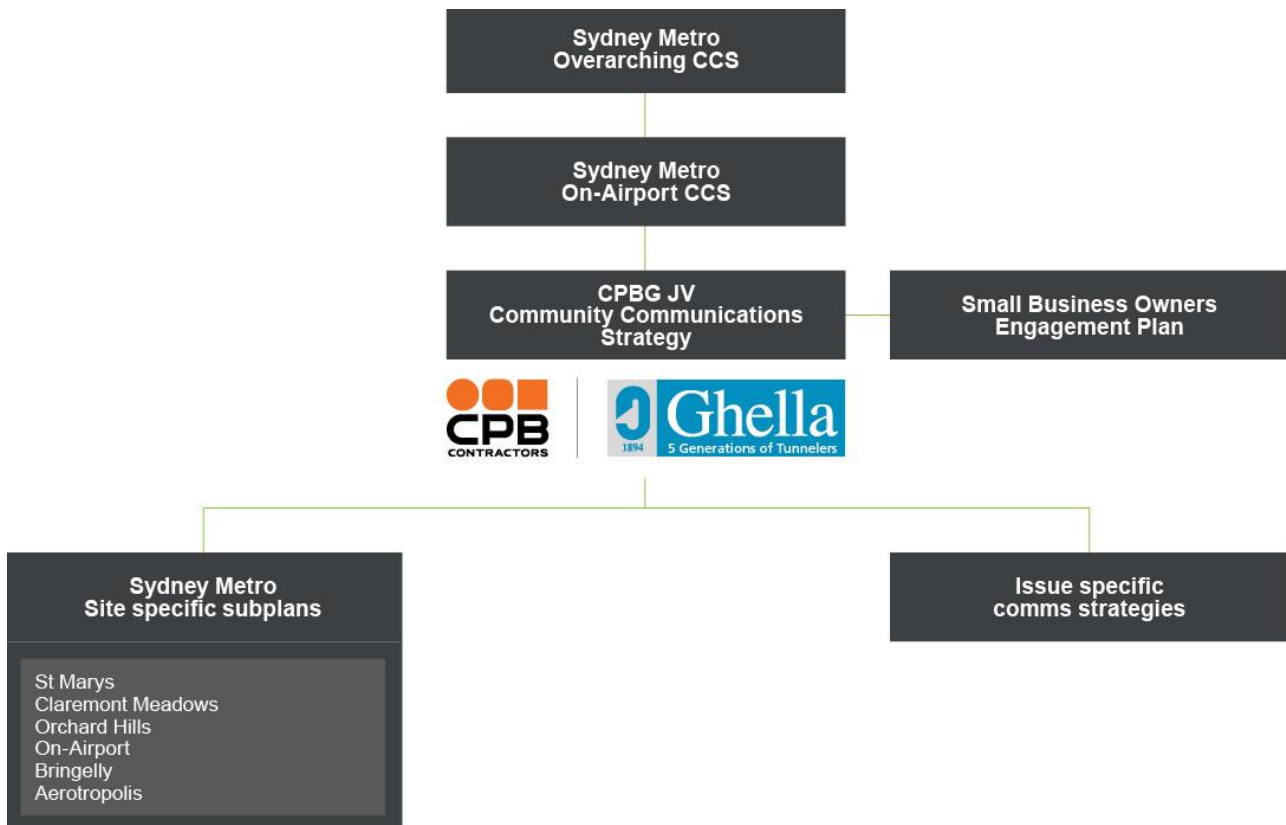 Sydney Metro
Overarching CCS
Sydney Metro
On-Airport CCS
CPBG JV
Community Communications
Strategy
Small Business Owners
Engagement Plan
CPB
CONTRACTORS
Ghella
1894
5 Generations of Tunnelers
Sydney Metro
Site specific subplans
St Marys
Claremont Meadows
Orchard Hills
On-Airport
Bringelly
Aerotropolis
Issue specific
comms strategies